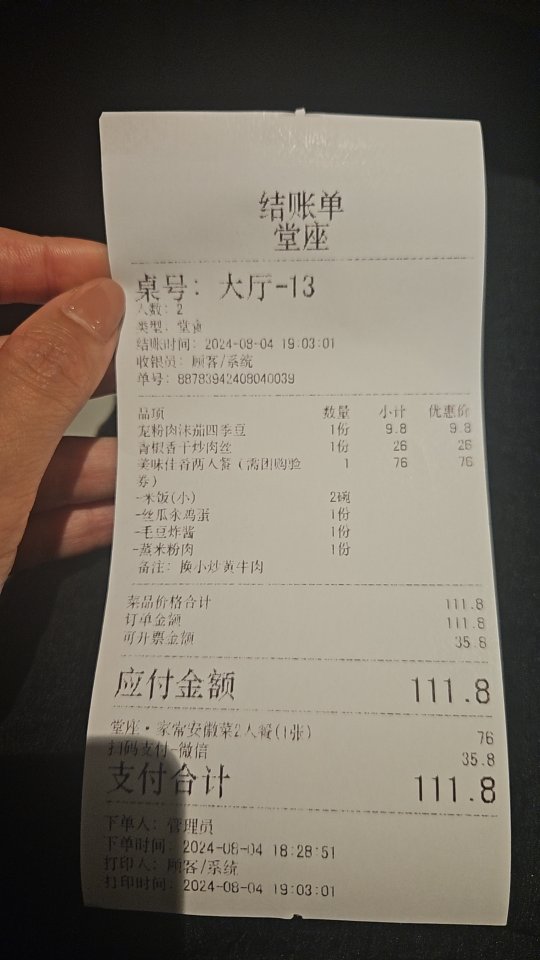 结账单
堂座
桌号: 大厅-13
人数: 2
类型: 堂食
结账时间: 2024-08-04 19:03:01
收银员: 顾客/系统
单号: 88783942408040039
品项 数量 小计 优惠价
宽粉肉沫茄四季豆 1份 9.8 9.8
青椒香干炒肉丝 1份 26 26
美味佳肴两人餐(需团购验 1 76 76
券)
-米饭(小) 2碗
-丝瓜汆鸡蛋 1份
-毛豆炸酱 1份
-蒸米粉肉 1份
备注: 换小炒黄牛肉
菜品价格合计 111.8
订单金额 111.8
可开票金额 35.8
应付金额 111.8
堂座·家常安徽菜2人餐(1张) 76
扫码支付-微信 35.8
支付合计 111.8
下单人: 管理员
下单时间: 2024-08-04 18:28:51
打印人: 顾客/系统
打印时间: 2024-08-04 19:03:01